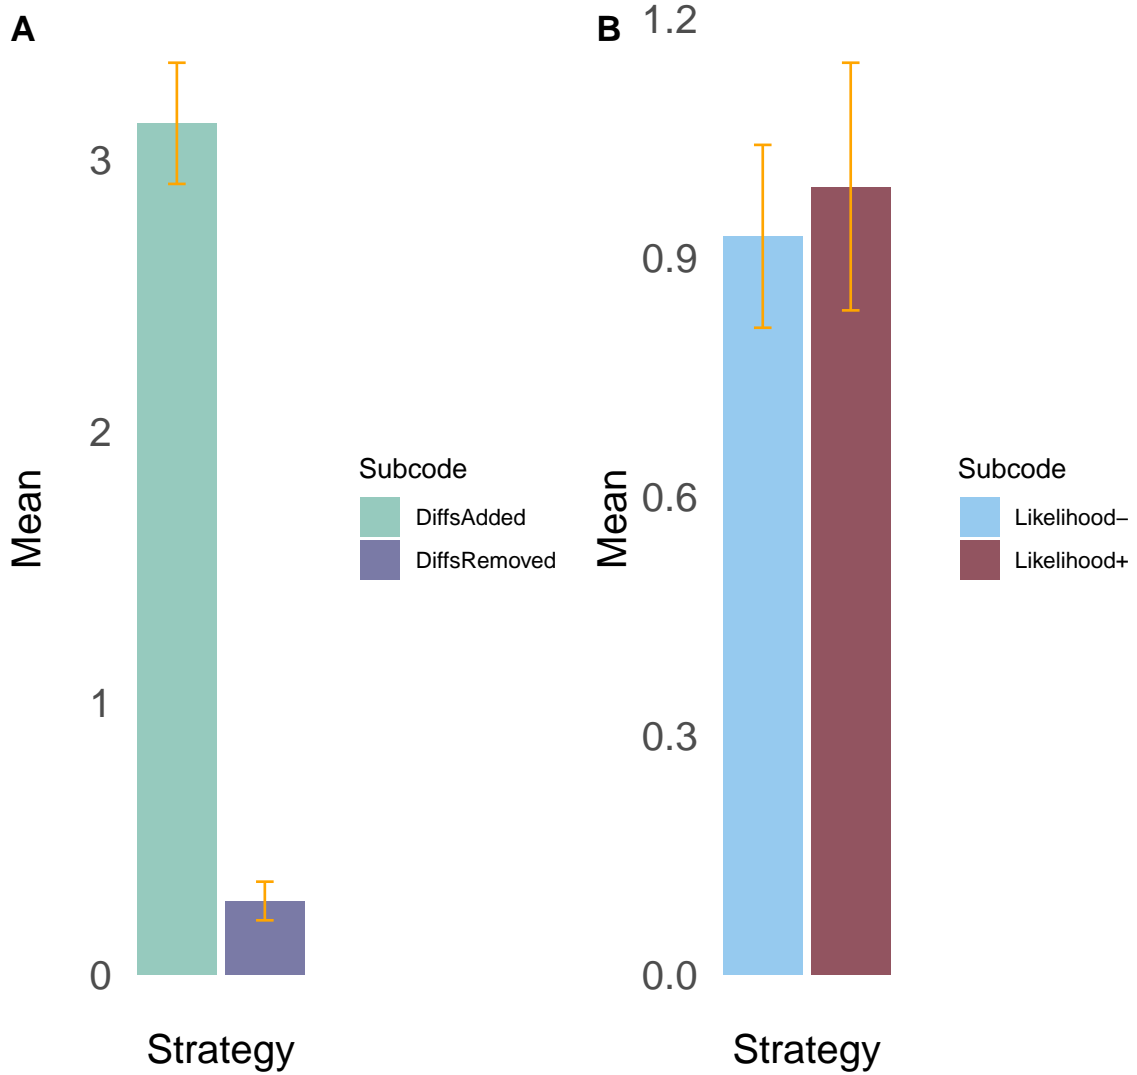 A
3
2
1
0
Mean
Strategy
Subcode
DiffsAdded
DiffsRemoved
B
1.2
0.9
0.6
0.3
0.0
Mean
Strategy
Subcode
Likelihood−
Likelihood+